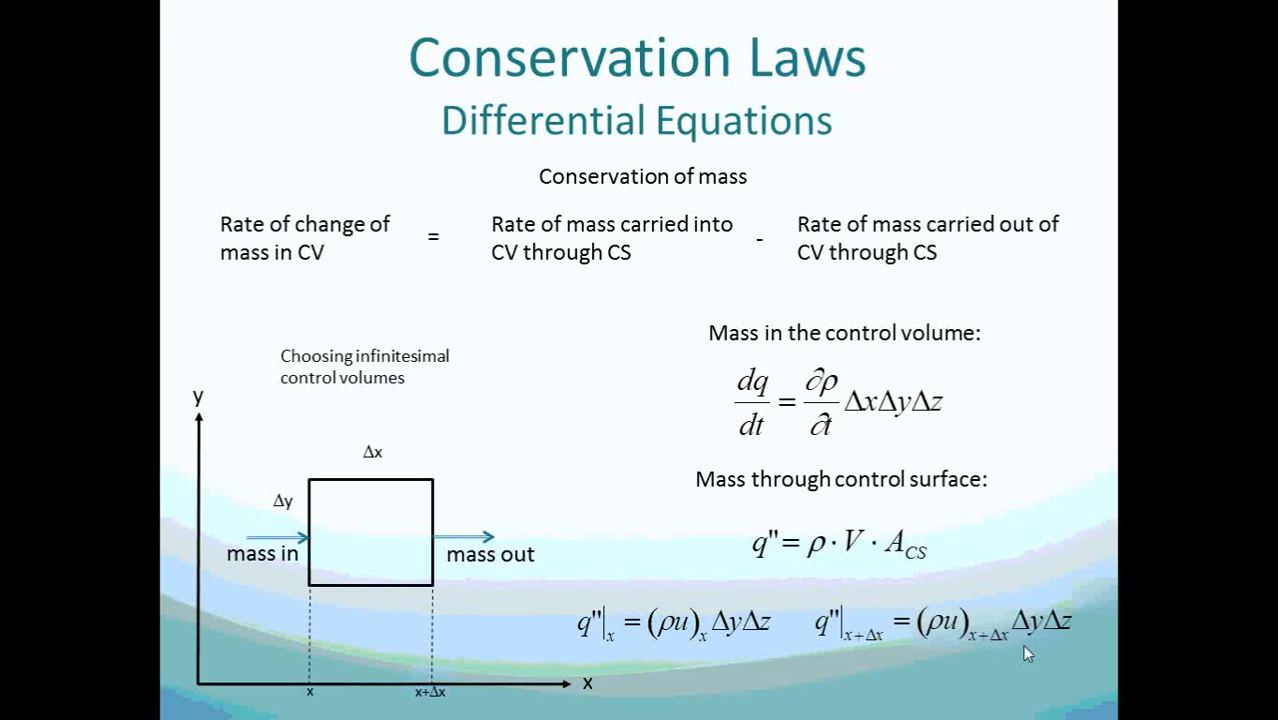 Conservation Laws
Differential Equations
Conservation of mass
Rate of change of
mass in CV
=
Rate of mass carried into
CV through CS
-
Rate of mass carried out of
CV through CS
Mass in the control volume:
dq/dt = ∂ρ/∂t ΔxΔyΔz
Mass through control surface:
q" = ρ · V · A_CS
q"|_x = (ρu)_x ΔyΔz
q"|_{x+Δx} = (ρu)_{x+Δx} ΔyΔz
Choosing infinitesimal
control volumes
y
Δx
Δy
mass in
mass out
x
x
x+Δx